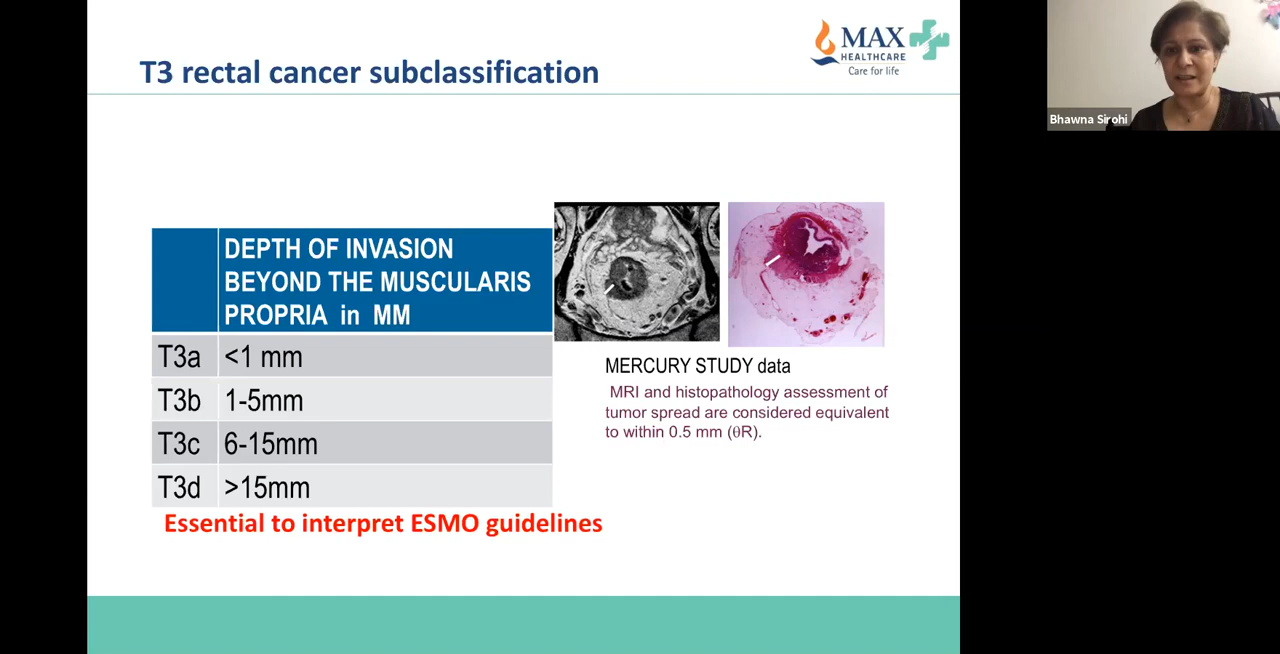 T3 rectal cancer subclassification
MAX
HEALTHCARE
Care for life
Bhawna Sirohi
DEPTH OF INVASION
BEYOND THE MUSCULARIS
PROPRIA in MM
T3a <1 mm
T3b 1-5mm
T3c 6-15mm
T3d >15mm
Essential to interpret ESMO guidelines
MERCURY STUDY data
MRI and histopathology assessment of
tumor spread are considered equivalent
to within 0.5 mm (θR).